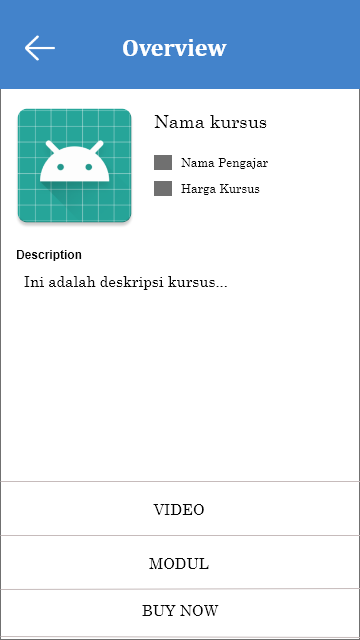 Overview
Nama kursus
Nama Pengajar
Harga Kursus
Description
Ini adalah deskripsi kursus...
VIDEO
MODUL
BUY NOW